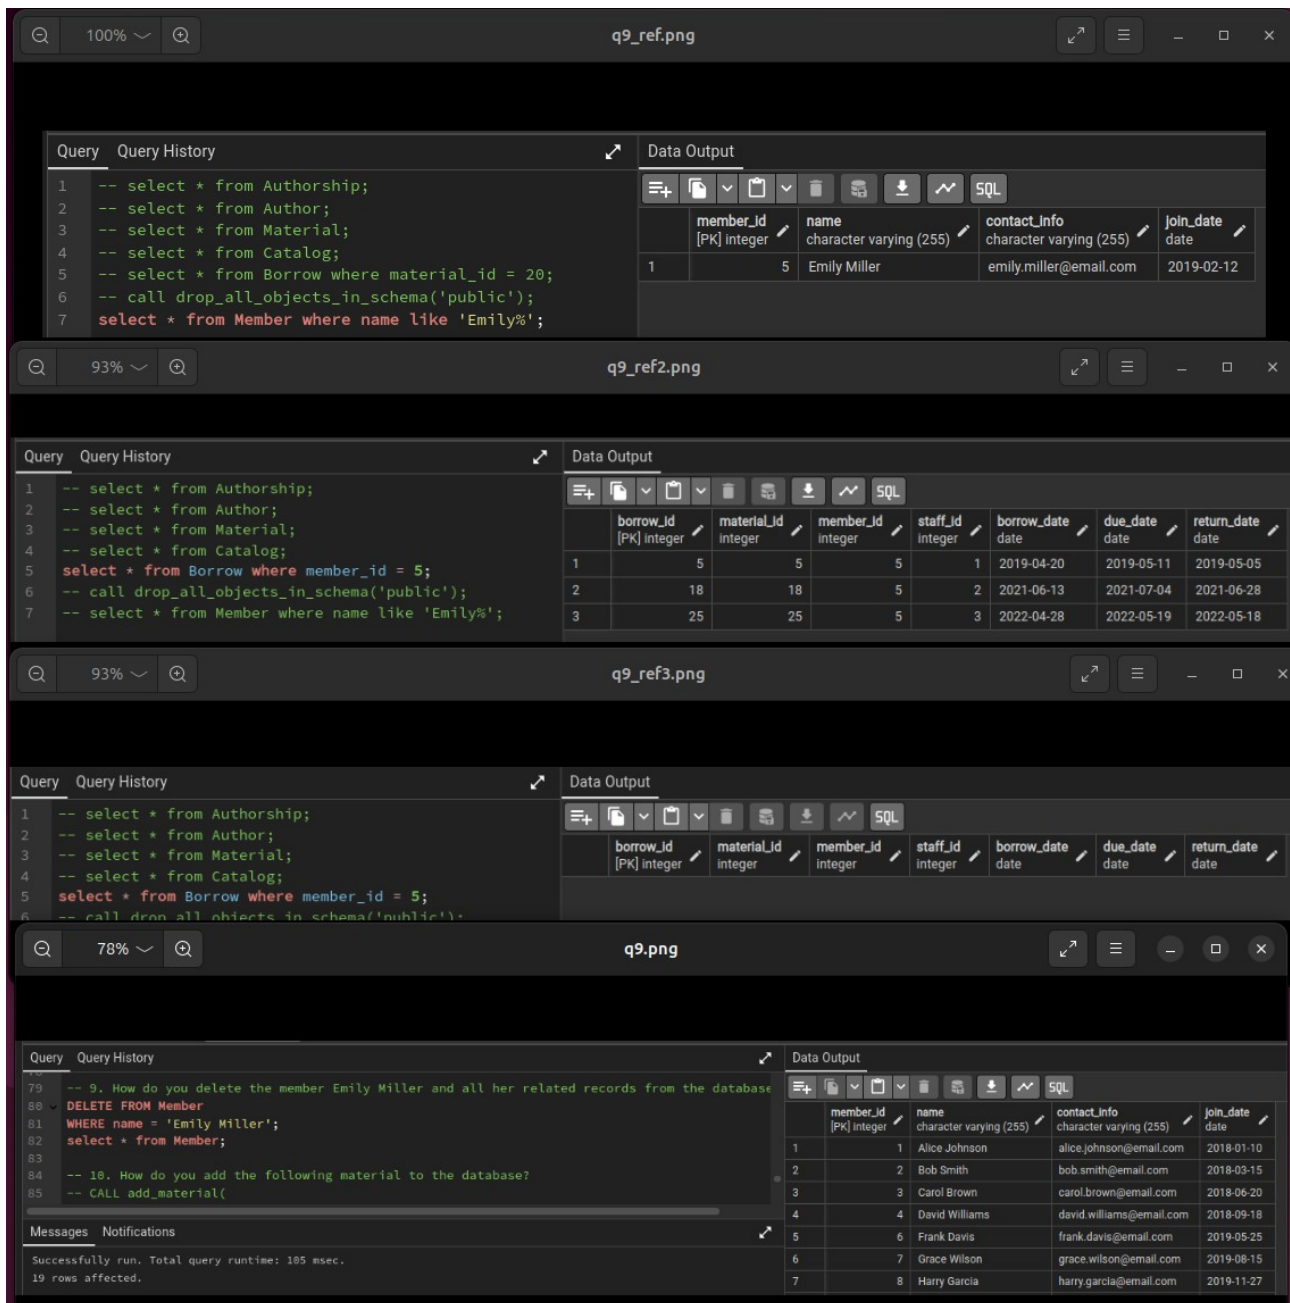 100%
q9_ref.png
Query Query History
1 -- select * from Authorship;
2 -- select * from Author;
3 -- select * from Material;
4 -- select * from Catalog;
5 -- select * from Borrow where material_id = 20;
6 -- call drop_all_objects_in_schema('public');
7 select * from Member where name like 'Emily%';
Data Output
SQL
member_id name contact_info join_date
[PK] integer character varying (255) character varying (255) date
1 5 Emily Miller emily.miller@email.com 2019-02-12
93%
q9_ref2.png
Query Query History
1 -- select * from Authorship;
2 -- select * from Author;
3 -- select * from Material;
4 -- select * from Catalog;
5 select * from Borrow where member_id = 5;
6 -- call drop_all_objects_in_schema('public');
7 -- select * from Member where name like 'Emily%';
Data Output
SQL
borrow_id material_id member_id staff_id borrow_date due_date return_date
[PK] integer integer integer integer date date date
1 5 5 5 1 2019-04-20 2019-05-11 2019-05-05
2 18 18 5 2 2021-06-13 2021-07-04 2021-06-28
3 25 25 5 3 2022-04-28 2022-05-19 2022-05-18
93%
q9_ref3.png
Query Query History
1 -- select * from Authorship;
2 -- select * from Author;
3 -- select * from Material;
4 -- select * from Catalog;
5 select * from Borrow where member_id = 5;
6 -- call drop_all_objects_in_schema('public');
Data Output
SQL
borrow_id material_id member_id staff_id borrow_date due_date return_date
[PK] integer integer integer integer date date date
78%
q9.png
Query Query History
79 -- 9. How do you delete the member Emily Miller and all her related records from the database
80 DELETE FROM Member
81 WHERE name = 'Emily Miller';
82 select * from Member;
83
84 -- 10. How do you add the following material to the database?
85 -- CALL add_material(
Messages Notifications
Successfully run. Total query runtime: 105 msec.
19 rows affected.
Data Output
SQL
member_id name contact_info join_date
[PK] integer character varying (255) character varying (255) date
1 1 Alice Johnson alice.johnson@email.com 2018-01-10
2 2 Bob Smith bob.smith@email.com 2018-03-15
3 3 Carol Brown carol.brown@email.com 2018-06-20
4 4 David Williams david.williams@email.com 2018-09-18
5 6 Frank Davis frank.davis@email.com 2019-05-25
6 7 Grace Wilson grace.wilson@email.com 2019-08-15
7 8 Harry Garcia harry.garcia@email.com 2019-11-27